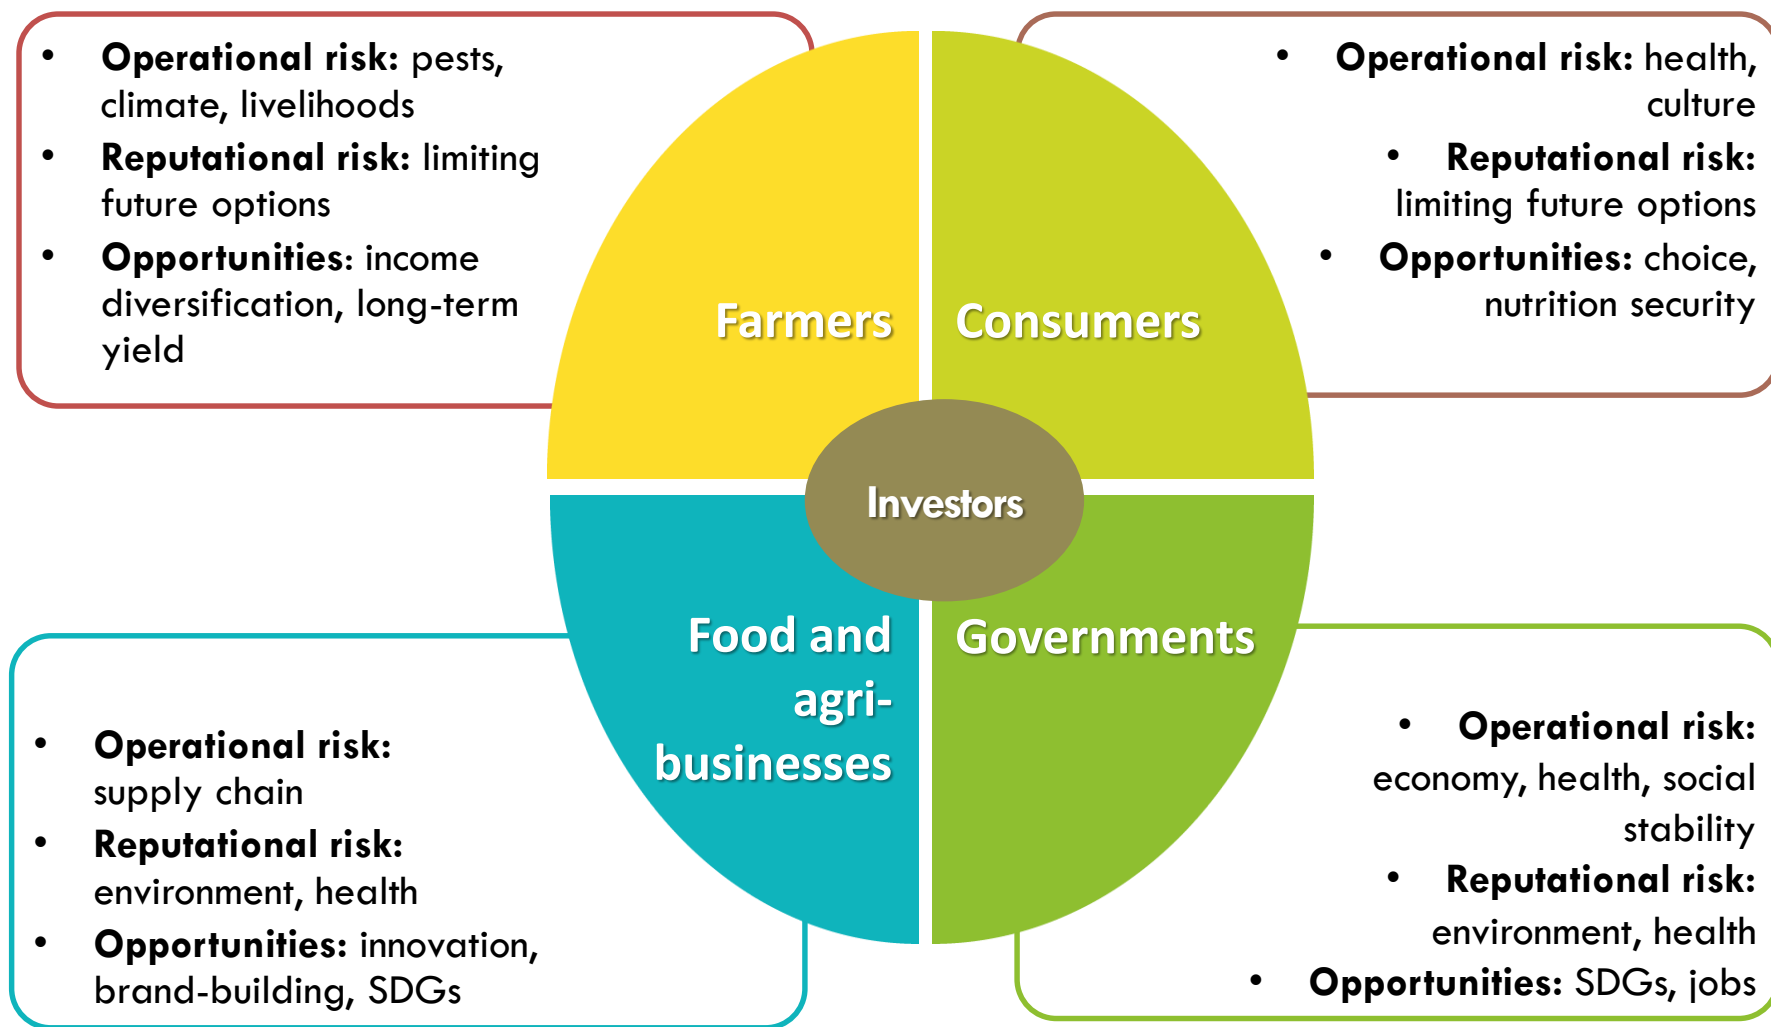 • Operational risk: pests,
climate, livelihoods
• Reputational risk: limiting
future options
• Opportunities: income
diversification, long-term
yield
• Operational risk: health,
culture
• Reputational risk:
limiting future options
• Opportunities: choice,
nutrition security
Farmers
Consumers
Investors
Food and
agri-
businesses
Governments
• Operational risk:
supply chain
• Reputational risk:
environment, health
• Opportunities: innovation,
brand-building, SDGs
• Operational risk:
economy, health, social
stability
• Reputational risk:
environment, health
• Opportunities: SDGs, jobs